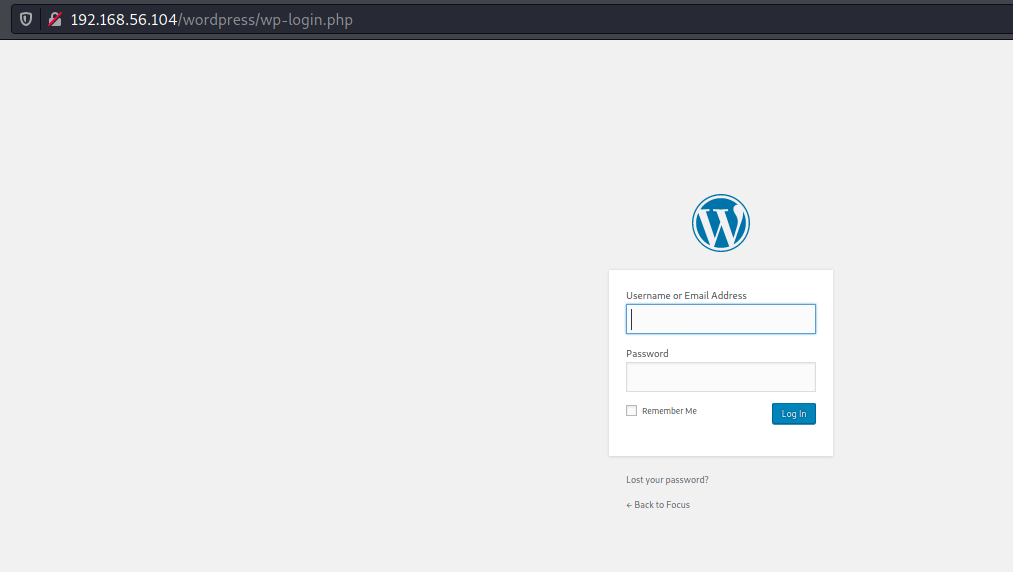 192.168.56.104/wordpress/wp-login.php
W
Username or Email Address
Password
Remember Me
Log In
Lost your password?
← Back to Focus